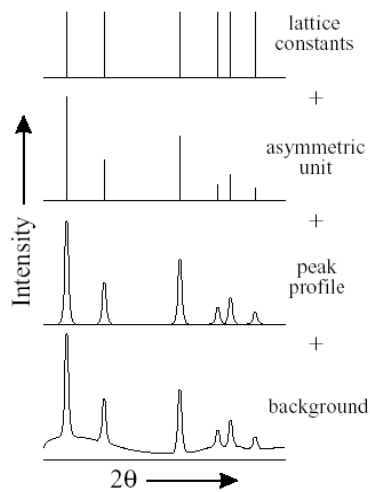 lattice
constants
+
asymmetric
unit
+
peak
profile
+
background
Intensity
2θ